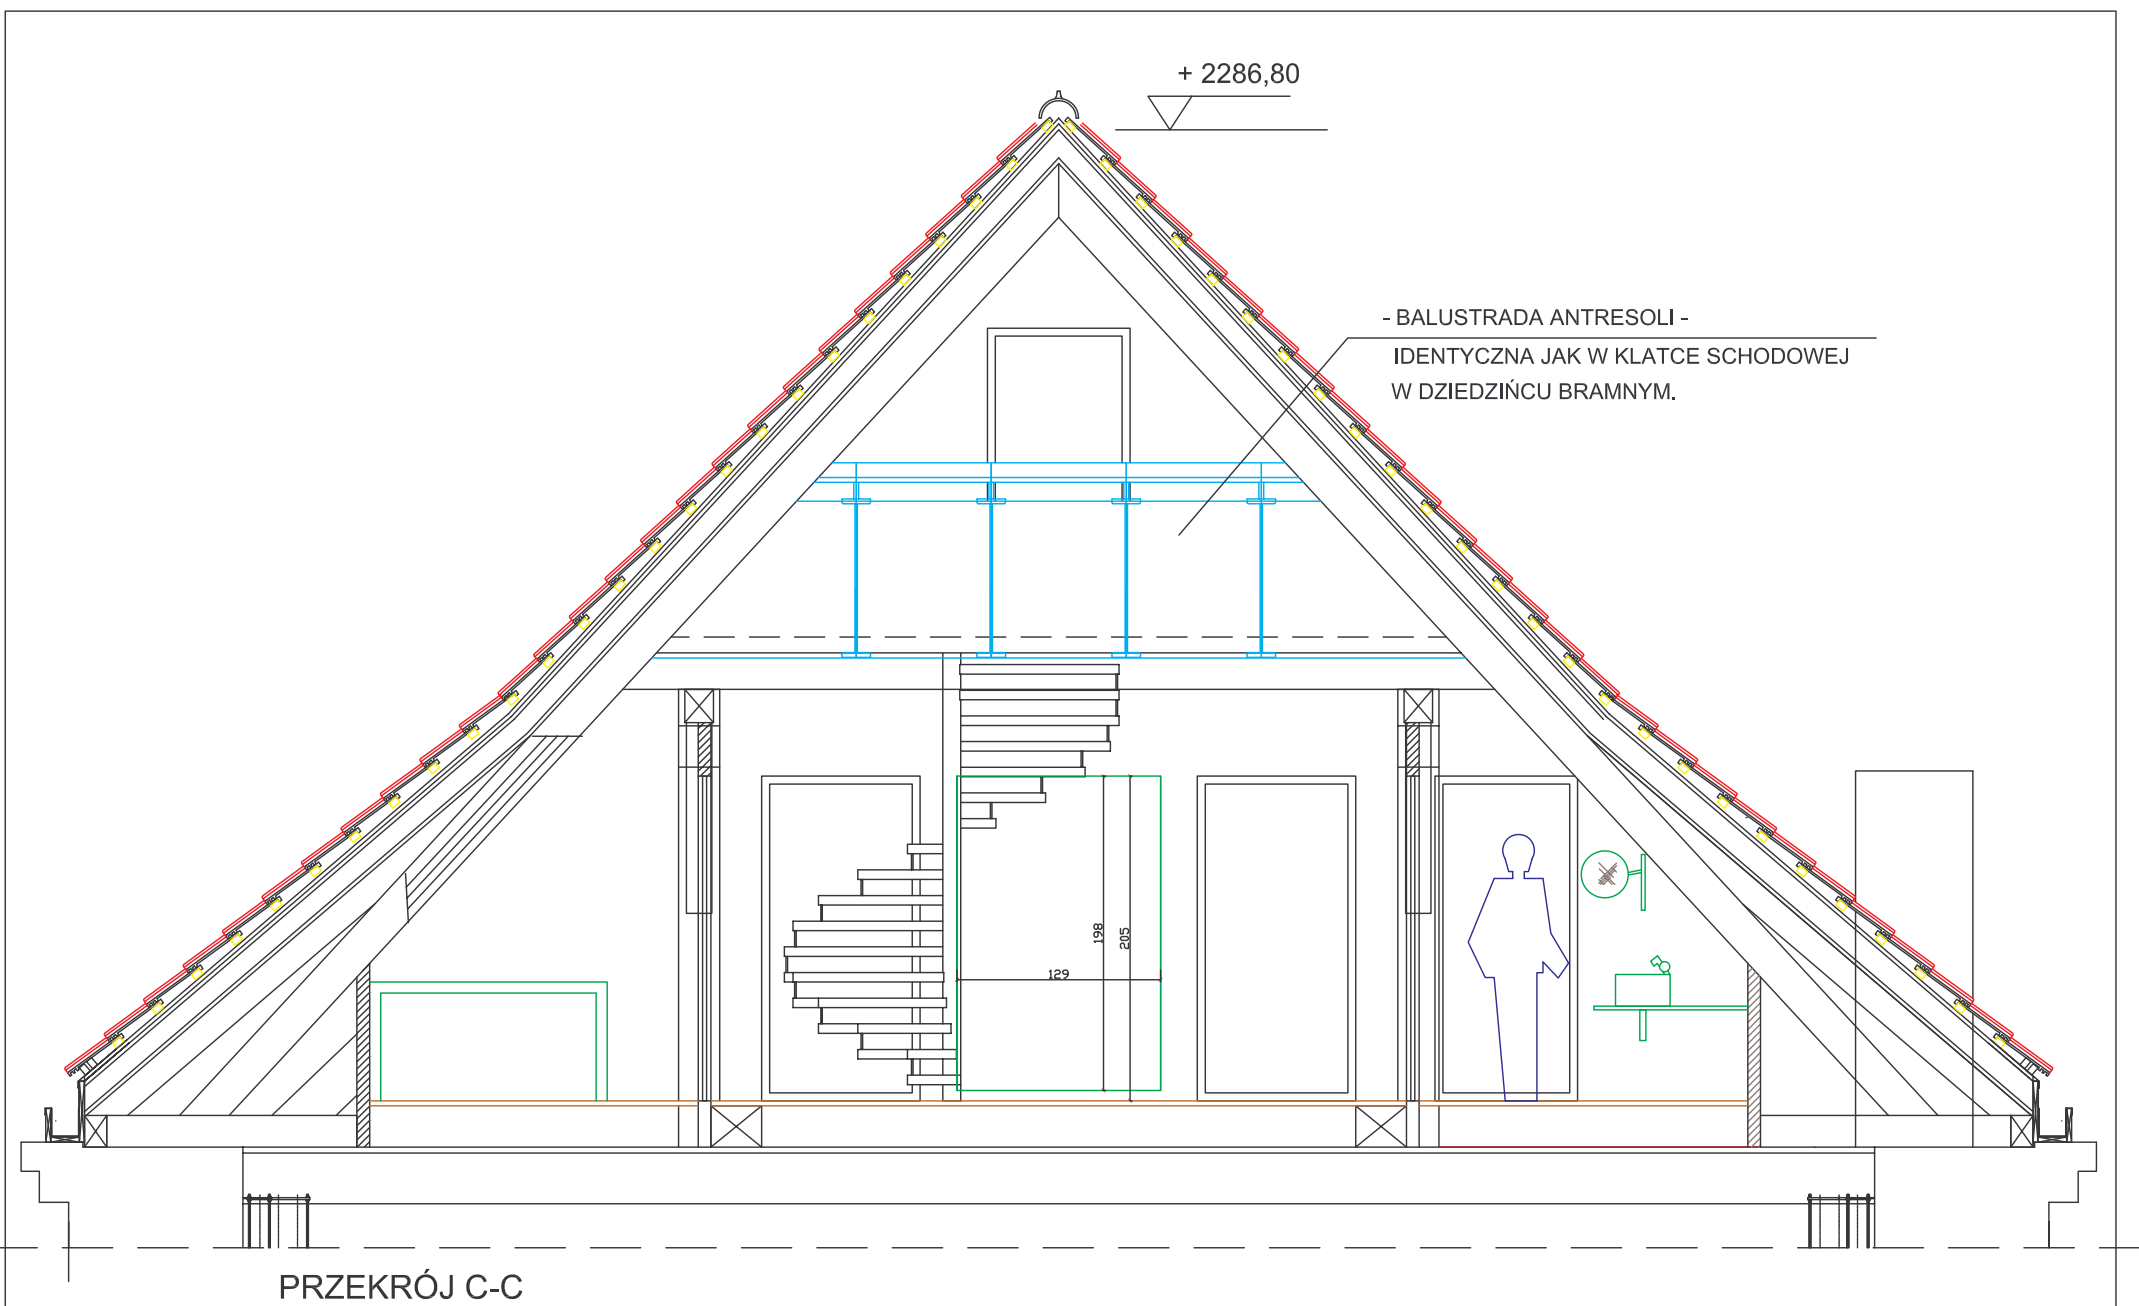 + 2286,80
- BALUSTRADA ANTRESOLI -
IDENTYCZNA JAK W KLATCE SCHODOWEJ
W DZIEDZIŃCU BRAMNYM.
198
205
129
PRZEKRÓJ C-C